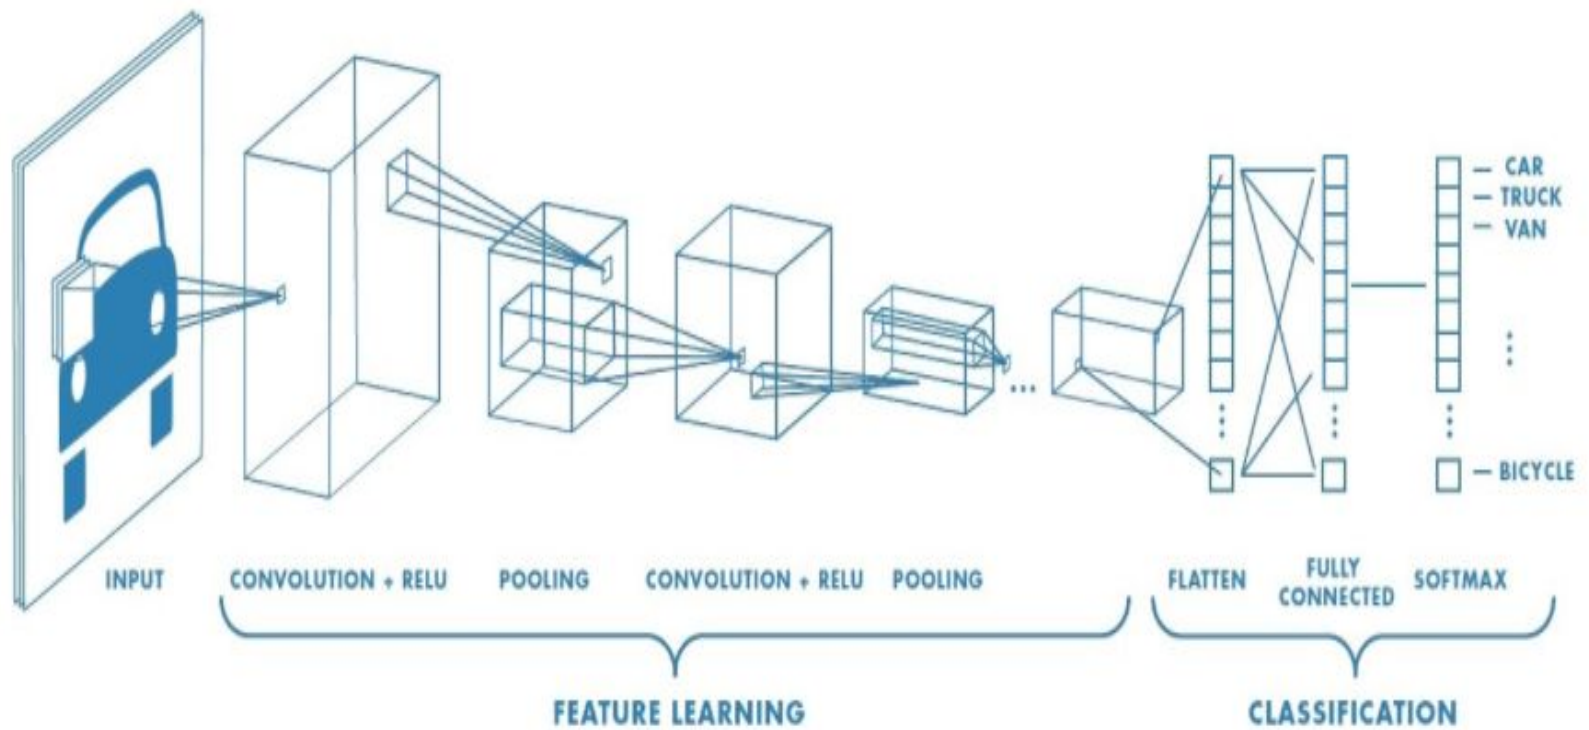 CAR
TRUCK
VAN
BICYCLE
INPUT
CONVOLUTION + RELU
POOLING
CONVOLUTION + RELU
POOLING
FLATTEN
FULLY
CONNECTED
SOFTMAX
FEATURE LEARNING
CLASSIFICATION